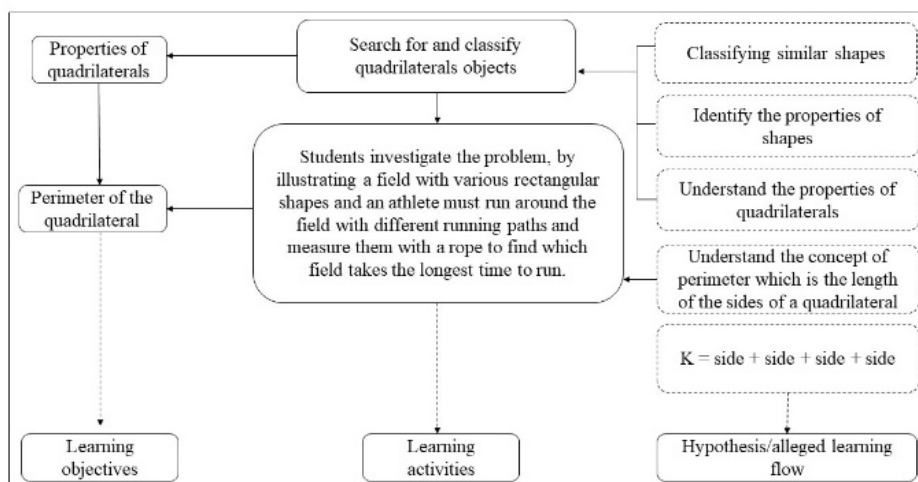 Properties of
quadrilaterals
Search for and classify
quadrilaterals objects
Classifying similar shapes
Identify the properties of
shapes
Understand the properties of
quadrilaterals
Perimeter of the
quadrilateral
Students investigate the problem, by
illustrating a field with various rectangular
shapes and an athlete must run around the
field with different running paths and
measure them with a rope to find which
field takes the longest time to run.
Understand the concept of
perimeter which is the length
of the sides of a quadrilateral
K = side + side + side + side
Learning
objectives
Learning
activities
Hypothesis/alleged learning
flow